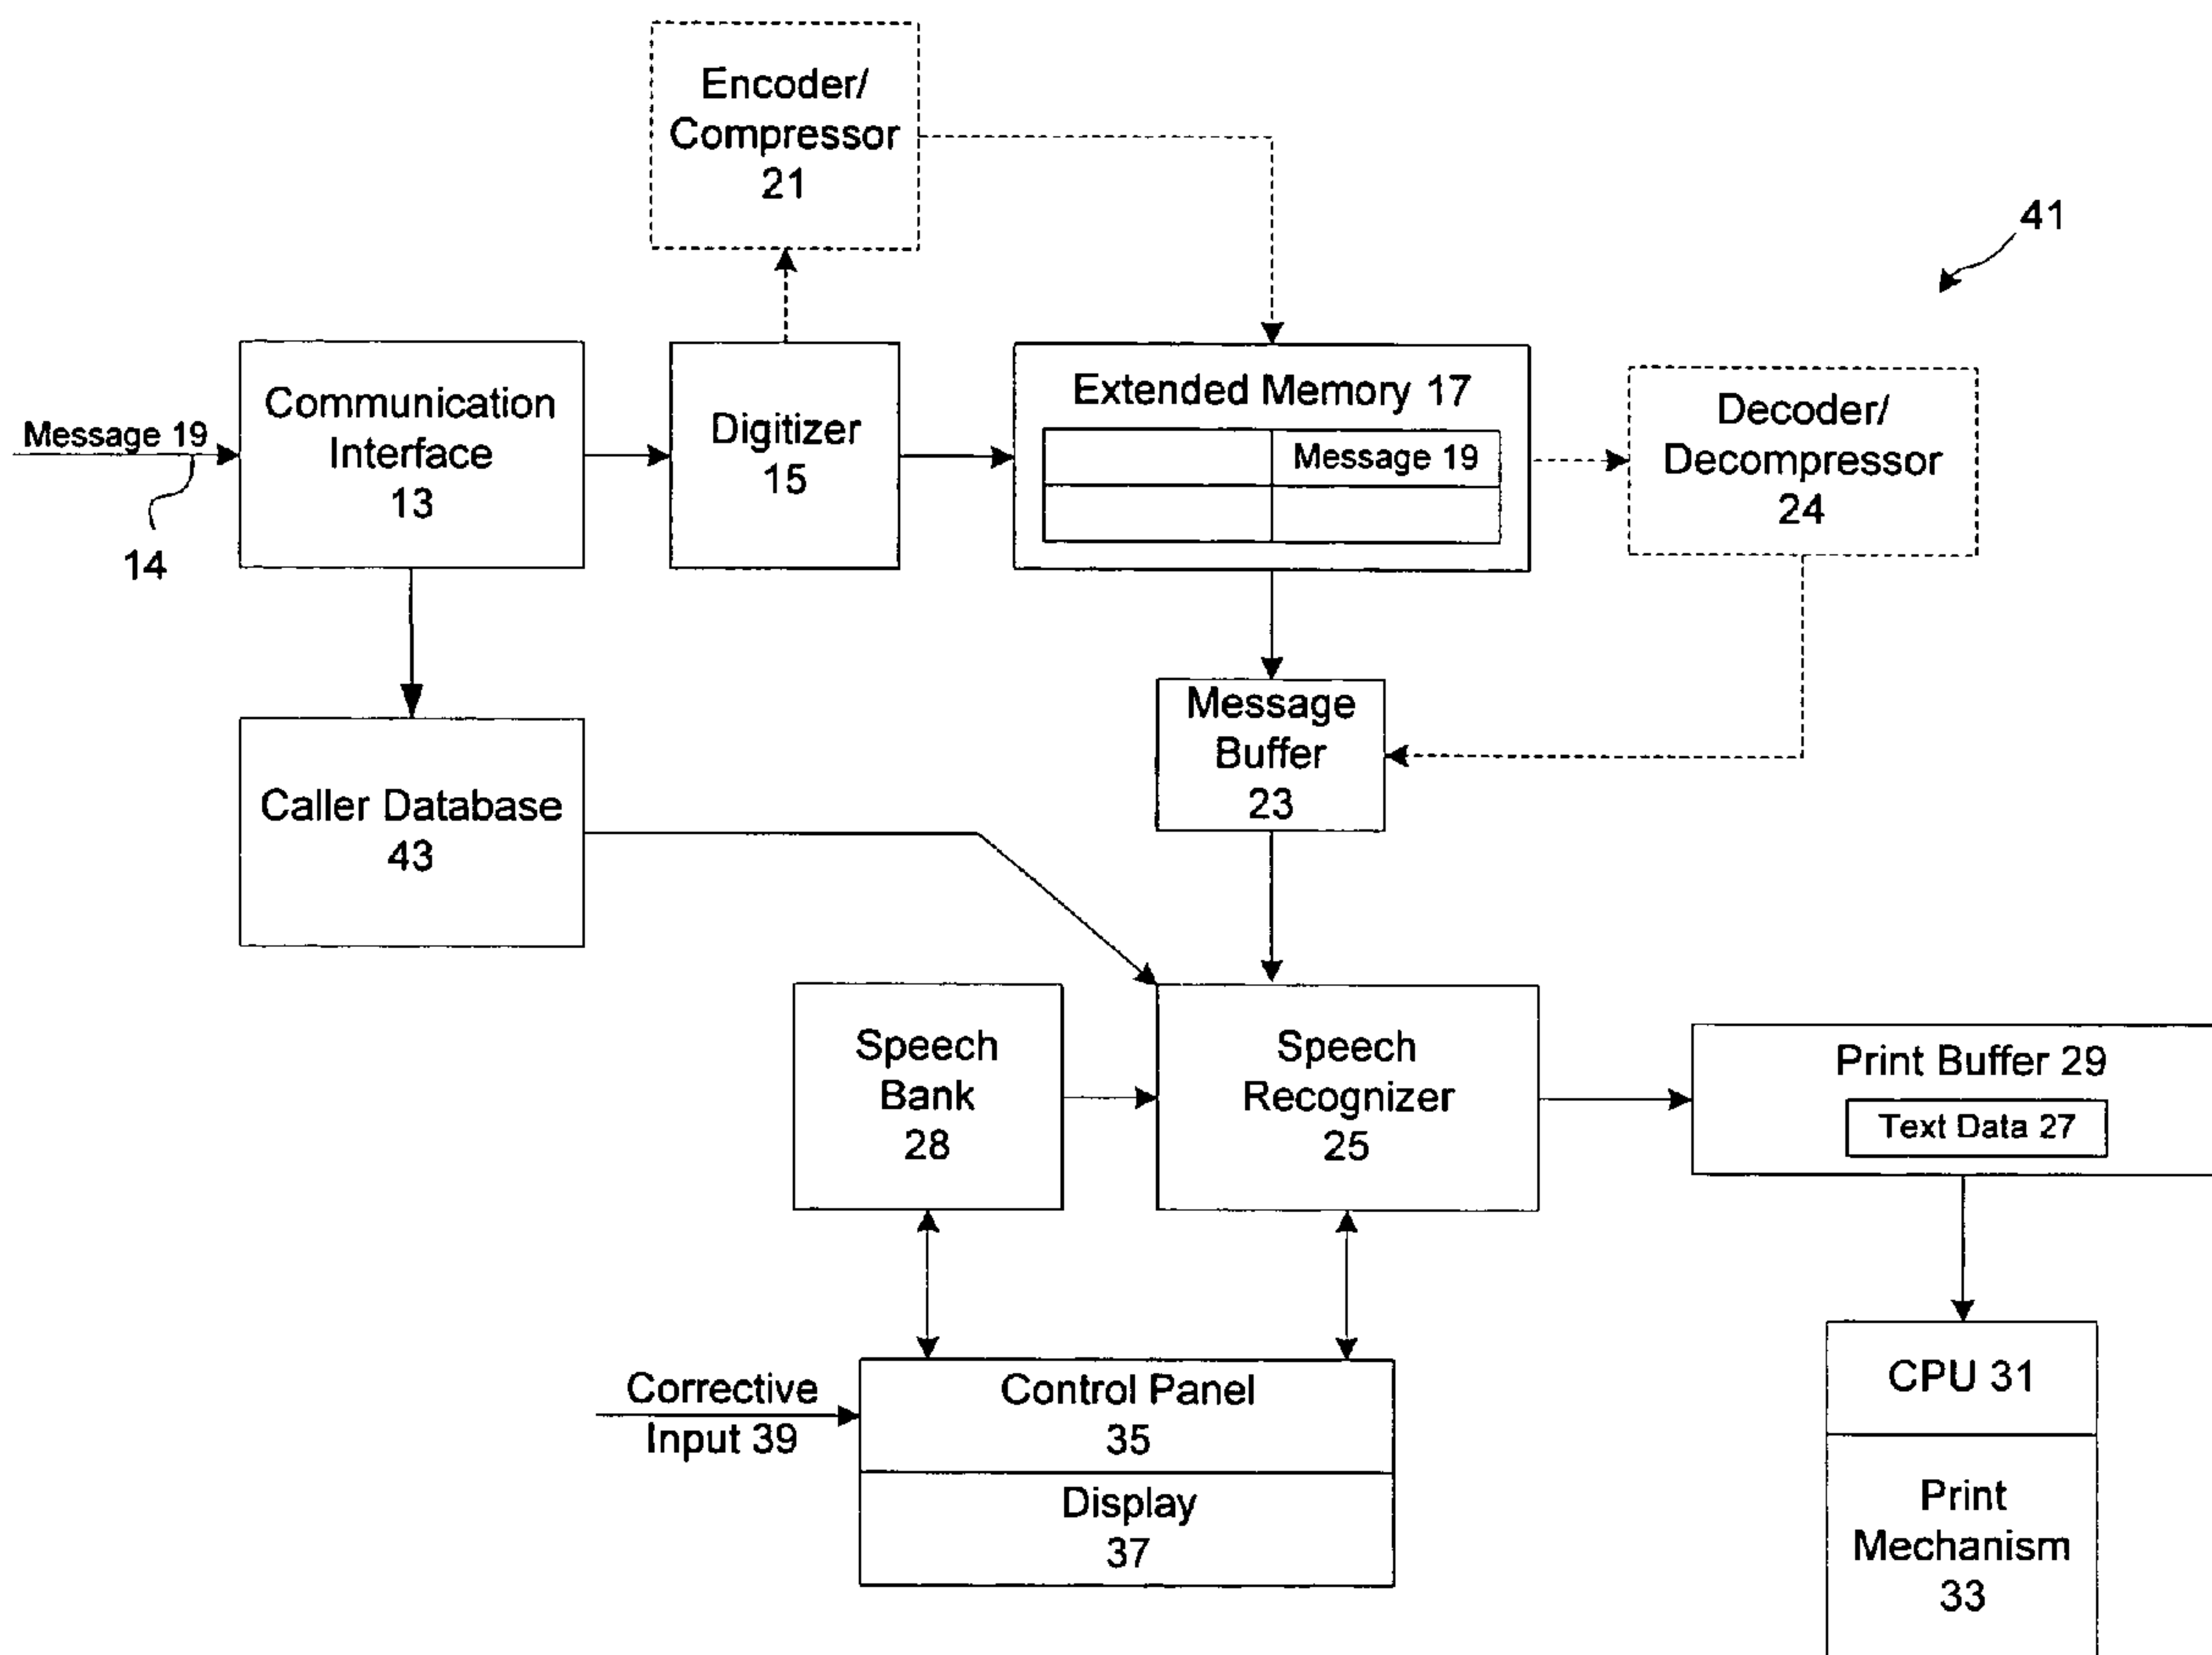 Encoder/
Compressor
21
41
Message 19
14
Communication
Interface
13
Digitizer
15
Extended Memory 17
Message 19
Decoder/
Decompressor
24
Caller Database
43
Message
Buffer
23
Speech
Bank
28
Speech
Recognizer
25
Print Buffer 29
Text Data 27
Corrective
Input 39
Control Panel
35
Display
37
CPU 31
Print
Mechanism
33